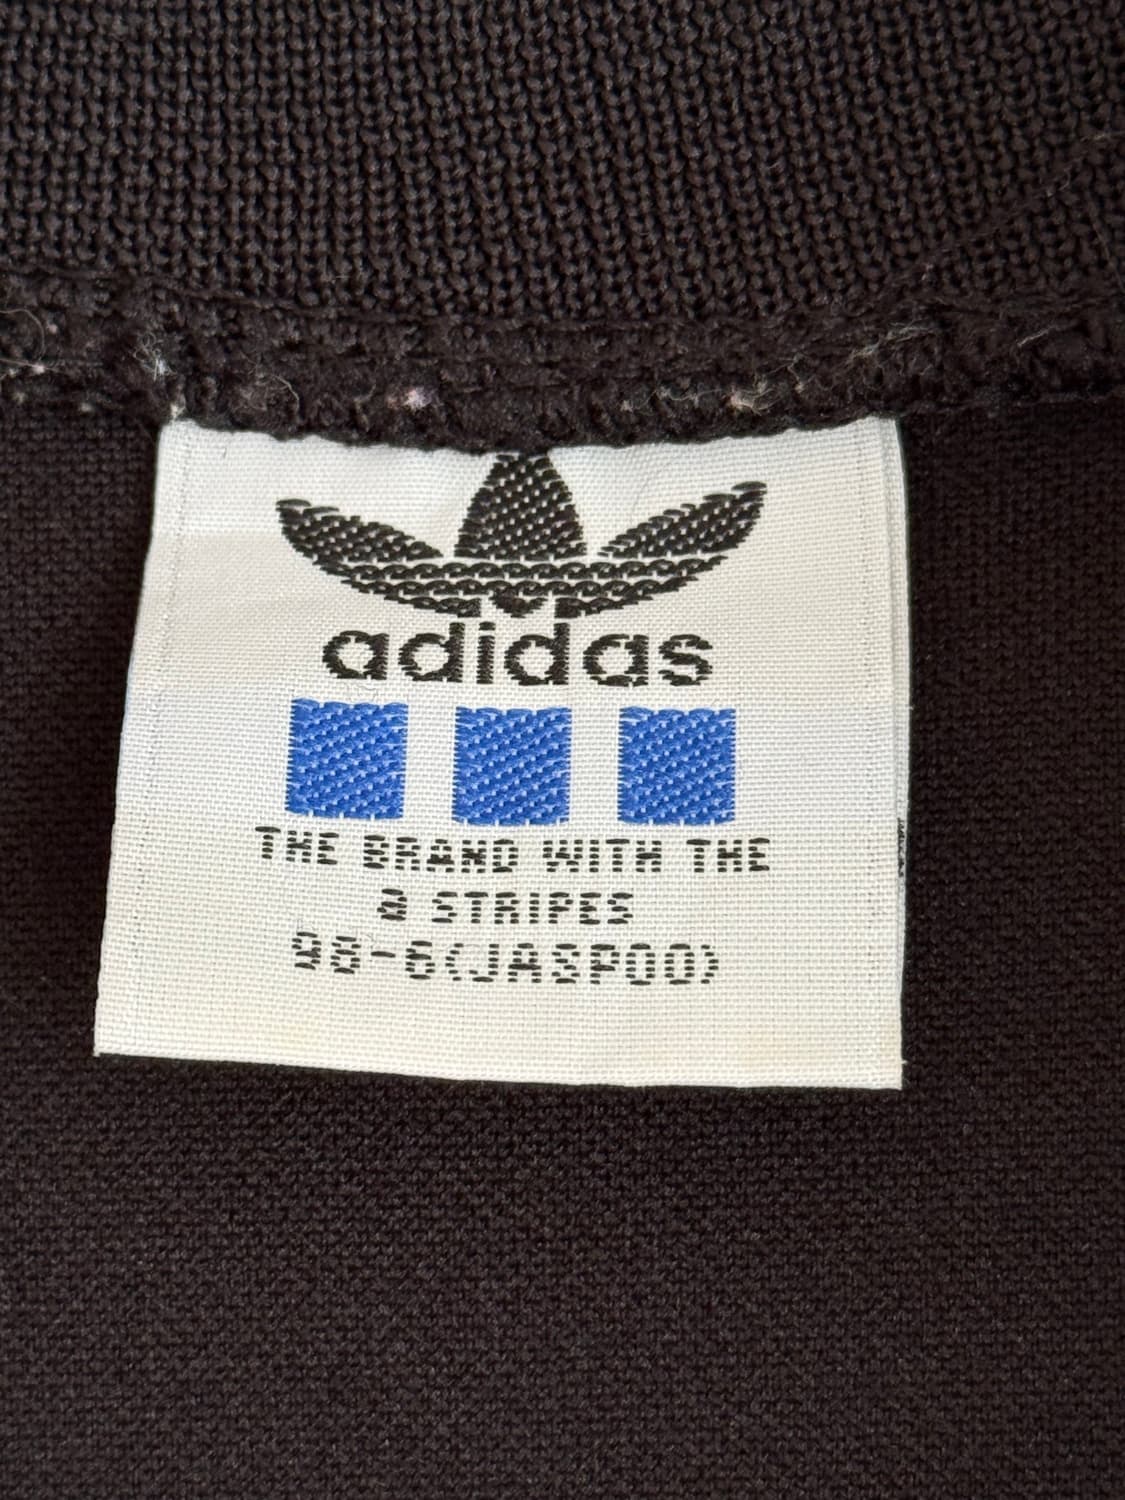 adidas
THE BRAND WITH THE
3 STRIPES
98-6(JASPOO)